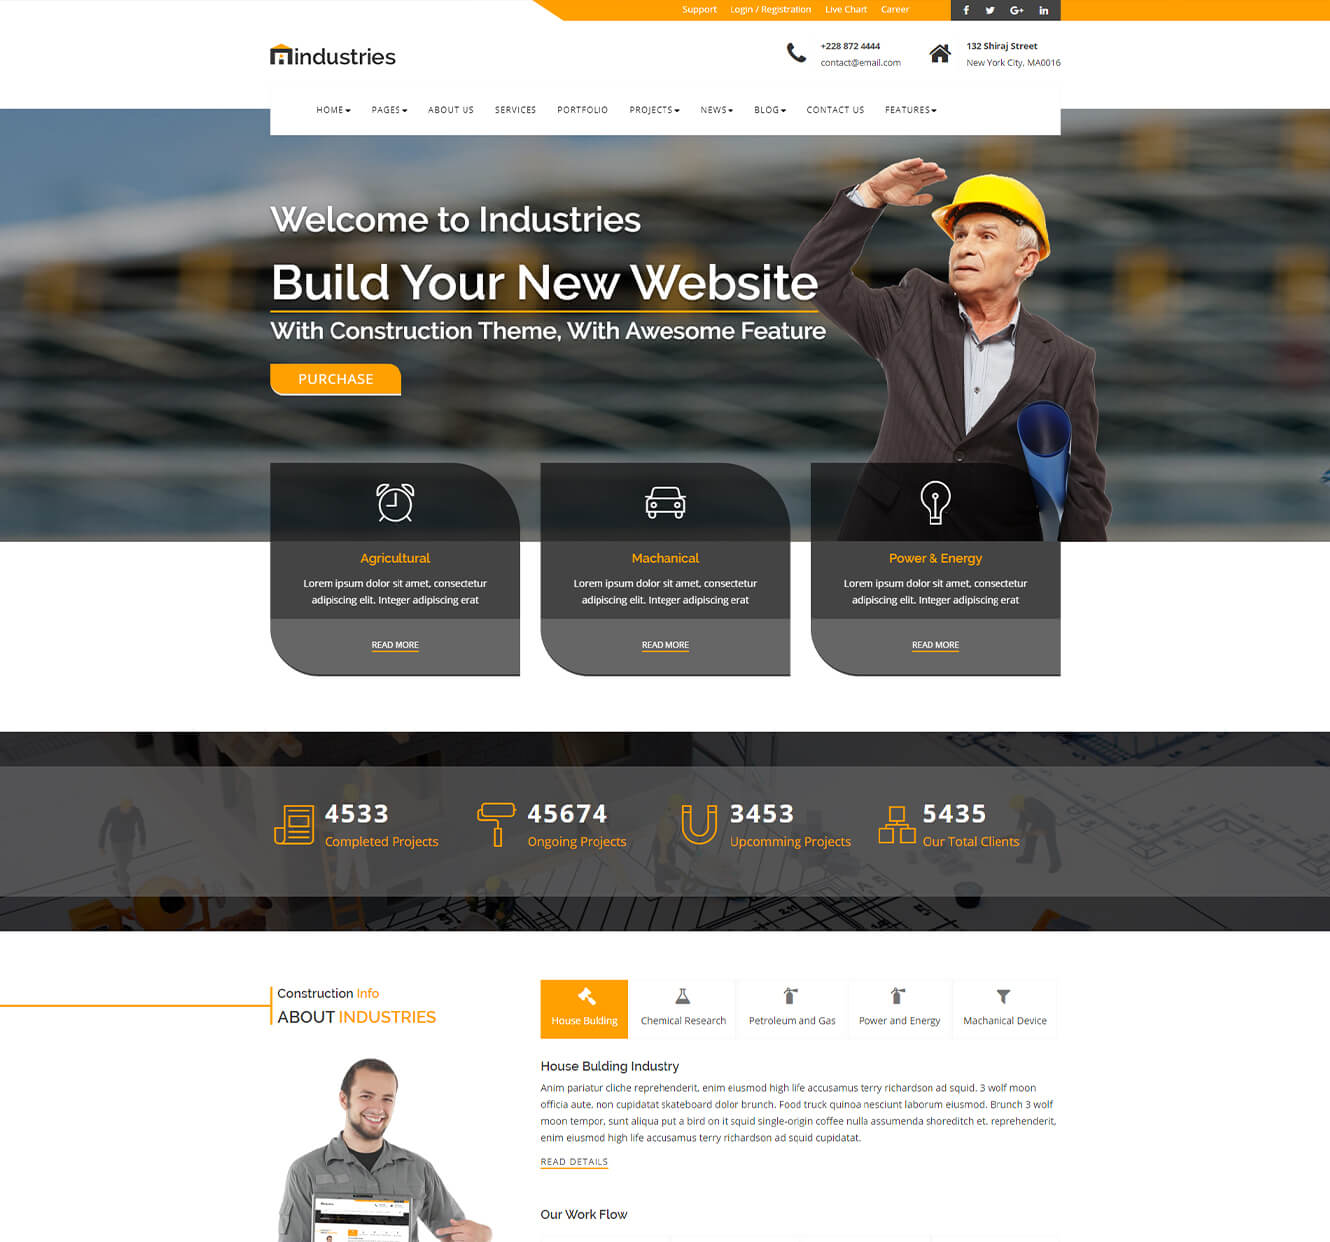 Support Login / Registration Live Chart Career
industries
+228 872 4444
contact@email.com
132 Shiraj Street
New York City, MA0016
HOME PAGES ABOUT US SERVICES PORTFOLIO PROJECTS NEWS BLOG CONTACT US FEATURES
Welcome to Industries
Build Your New Website
With Construction Theme, With Awesome Feature
PURCHASE
Agricultural
Lorem ipsum dolor sit amet, consectetur
adipiscing elit. Integer adipiscing erat
READ MORE
Machanical
Lorem ipsum dolor sit amet, consectetur
adipiscing elit. Integer adipiscing erat
READ MORE
Power & Energy
Lorem ipsum dolor sit amet, consectetur
adipiscing elit. Integer adipiscing erat
READ MORE
4533
Completed Projects
45674
Ongoing Projects
3453
Upcomming Projects
5435
Our Total Clients
Construction Info
ABOUT INDUSTRIES
House Bulding
Chemical Research
Petroleum and Gas
Power and Energy
Machanical Device
House Bulding Industry
Anim pariatur cliche reprehenderit, enim eiusmod high life accusamus terry richardson ad squid. 3 wolf moon
officia aute, non cupidatat skateboard dolor brunch. Food truck quinoa nesciunt laborum eiusmod. Brunch 3 wolf
moon tempor, sunt aliqua put a bird on it squid single-origin coffee nulla assumenda shoreditch et. reprehenderit,
enim eiusmod high life accusamus terry richardson ad squid cupidatat.
READ DETAILS
Our Work Flow